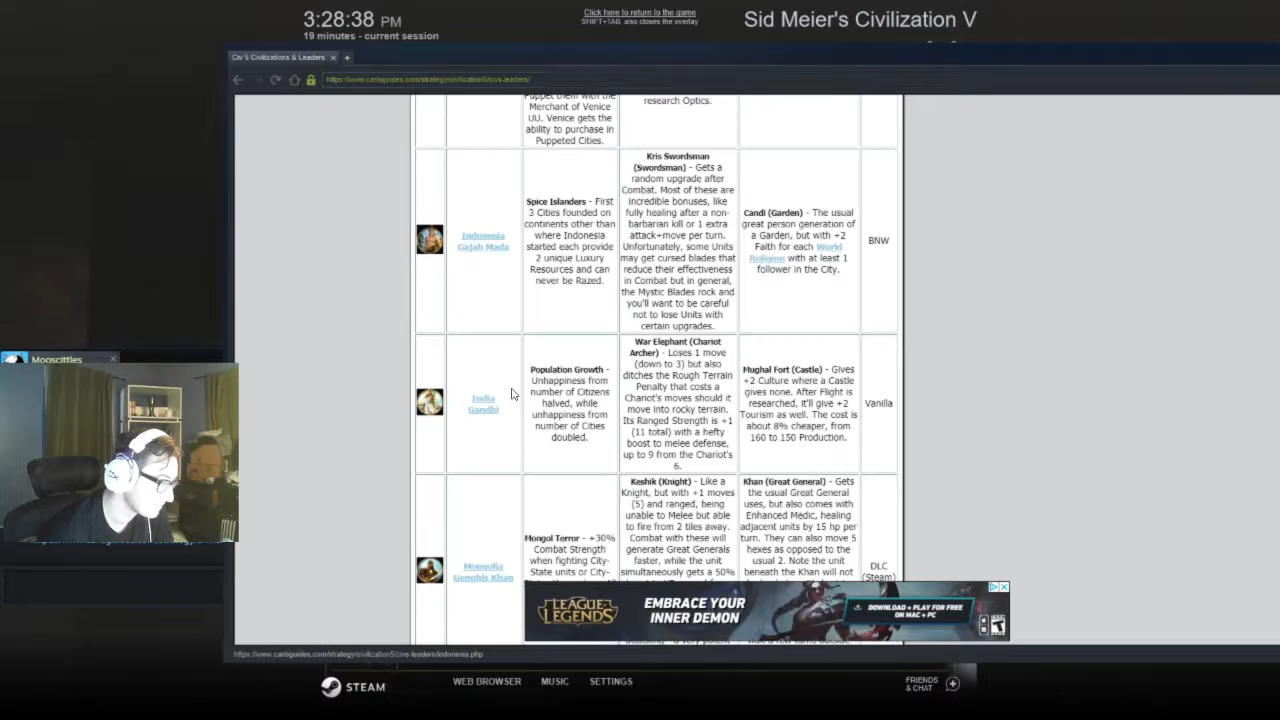 3:28:38 PM
19 minutes - current session
Click here to return to the game
SHIFT+TAB also closes the overlay
Sid Meier's Civilization V
Civ 5 Civilizations & Leaders
https://www.carlsguides.com/strategy/civilization5/civs-leaders/
Puppet them with the
Merchant of Venice
UU. Venice gets the
ability to purchase in
Puppeted Cities.
research Optics.
Indonesia
Gajah Mada
Spice Islanders - First
3 Cities founded on
continents other than
where Indonesia
started each provide
2 unique Luxury
Resources and can
never be Razed.
Kris Swordsman
(Swordsman) - Gets a
random upgrade after
Combat. Most of these are
incredible bonuses, like
fully healing after a non-
barbarian kill or 1 extra
attack+move per turn.
Unfortunately, some Units
may get cursed blades that
reduce their effectiveness
in Combat but in general,
the Mystic Blades rock and
you'll want to be careful
not to lose Units with
certain upgrades.
Candi (Garden) - The usual
great person generation of
a Garden, but with +2
Faith for each World
Religion with at least 1
follower in the City.
BNW
India
Gandhi
Population Growth -
Unhappiness from
number of Citizens
halved, while
unhappiness from
number of Cities
doubled.
War Elephant (Chariot
Archer) - Loses 1 move
(down to 3) but also
ditches the Rough Terrain
Penalty that costs a
Chariot's moves should it
move into rocky terrain.
Its Ranged Strength is +1
(11 total) with a hefty
boost to melee defense,
up to 9 from the Chariot's
6.
Mughal Fort (Castle) - Gives
+2 Culture where a Castle
gives none. After Flight is
researched, it'll give +2
Tourism as well. The cost is
about 8% cheaper, from
160 to 150 Production.
Vanilla
Mongolia
Genghis Khan
Mongol Terror - +30%
Combat Strength
when fighting City-
State units or City-
Keshik (Knight) - Like a
Knight, but with +1 moves
(5) and ranged, being
unable to Melee but able
to fire from 2 tiles away.
Combat with these will
generate Great Generals
faster, while the unit
simultaneously gets a 50%
Khan (Great General) - Gets
the usual Great General
uses, but also comes with
Enhanced Medic, healing
adjacent units by 15 hp per
turn. They can also move 5
hexes as opposed to the
usual 2. Note the unit
beneath the Khan will not
DLC
(Steam)
Mogscittles
LEAGUE
LEGENDS
EMBRACE YOUR
INNER DEMON
DOWNLOAD + PLAY FOR FREE
ON MAC + PC
https://www.carlsguides.com/strategy/civilization5/civs-leaders/indonesia.php
STEAM
WEB BROWSER
MUSIC
SETTINGS
FRIENDS
& CHAT